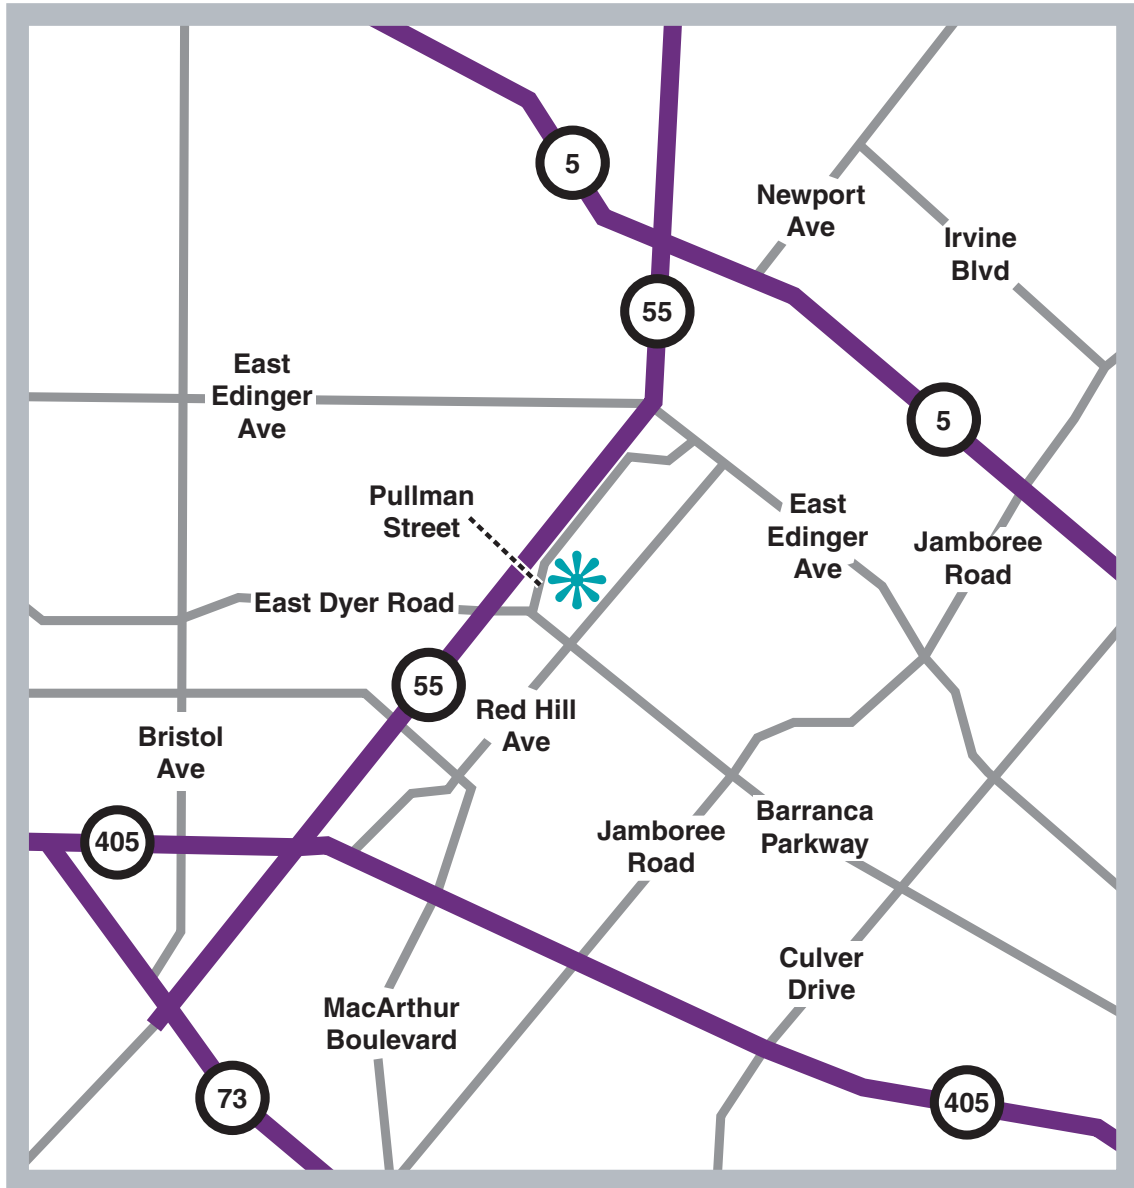 5
Newport
Ave
Irvine
Blvd
55
East
Edinger
Ave
5
Pullman
Street
East
Edinger
Ave
Jamboree
Road
East Dyer Road
55
Red Hill
Ave
Bristol
Ave
405
Jamboree
Road
Barranca
Parkway
Culver
Drive
MacArthur
Boulevard
73
405